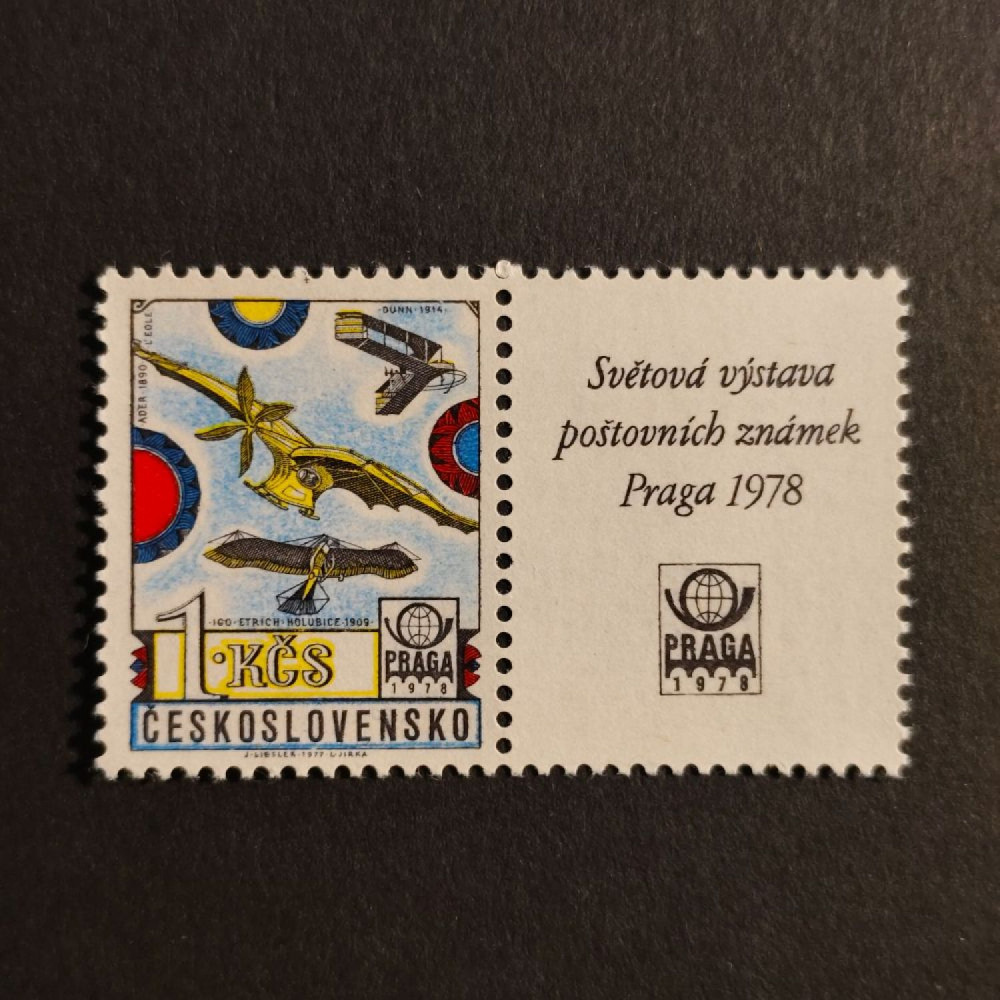 ADER · 1890 · L'EOLE
· DUNN · 1914 ·
· IGO · ETRICH · HOLUBICE · 1909 ·
1 · KČS
PRAGA
1978
ČESKOSLOVENSKO
J · LIESLER · 1977 · J · JIRKA
Světová výstava
poštovních známek
Praga 1978
PRAGA
1978